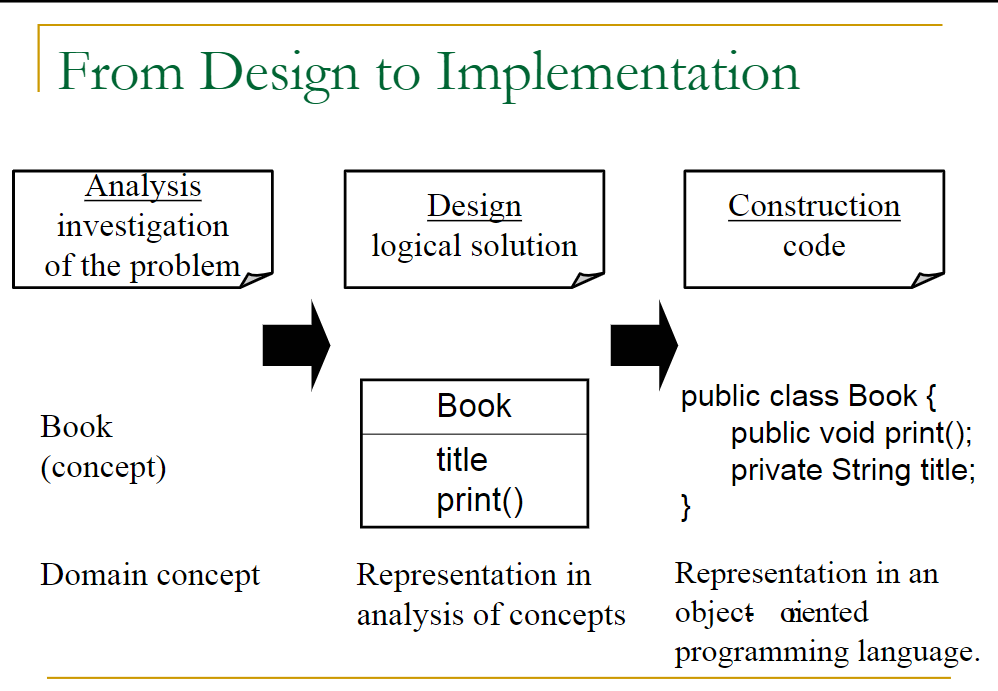 From Design to Implementation
Analysis
investigation
of the problem
Design
logical solution
Construction
code
Book
(concept)
Book
title
print()
public class Book {
public void print();
private String title;
}
Domain concept
Representation in
analysis of concepts
Representation in an
object- oriented
programming language.